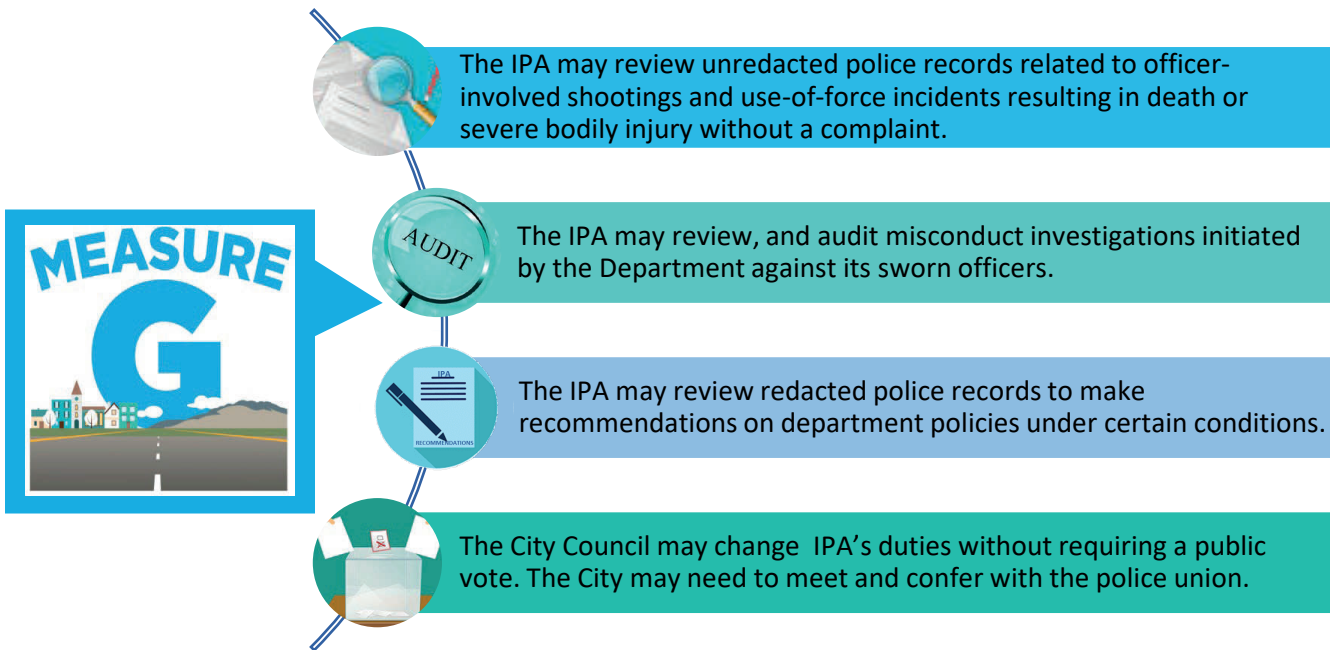 The IPA may review unredacted police records related to officer-
involved shootings and use-of-force incidents resulting in death or
severe bodily injury without a complaint.
AUDIT
The IPA may review, and audit misconduct investigations initiated
by the Department against its sworn officers.
MEASURE
G
IPA
RECOMMENDATIONS
The IPA may review redacted police records to make
recommendations on department policies under certain conditions.
The City Council may change  IPA’s duties without requiring a public
vote. The City may need to meet and confer with the police union.